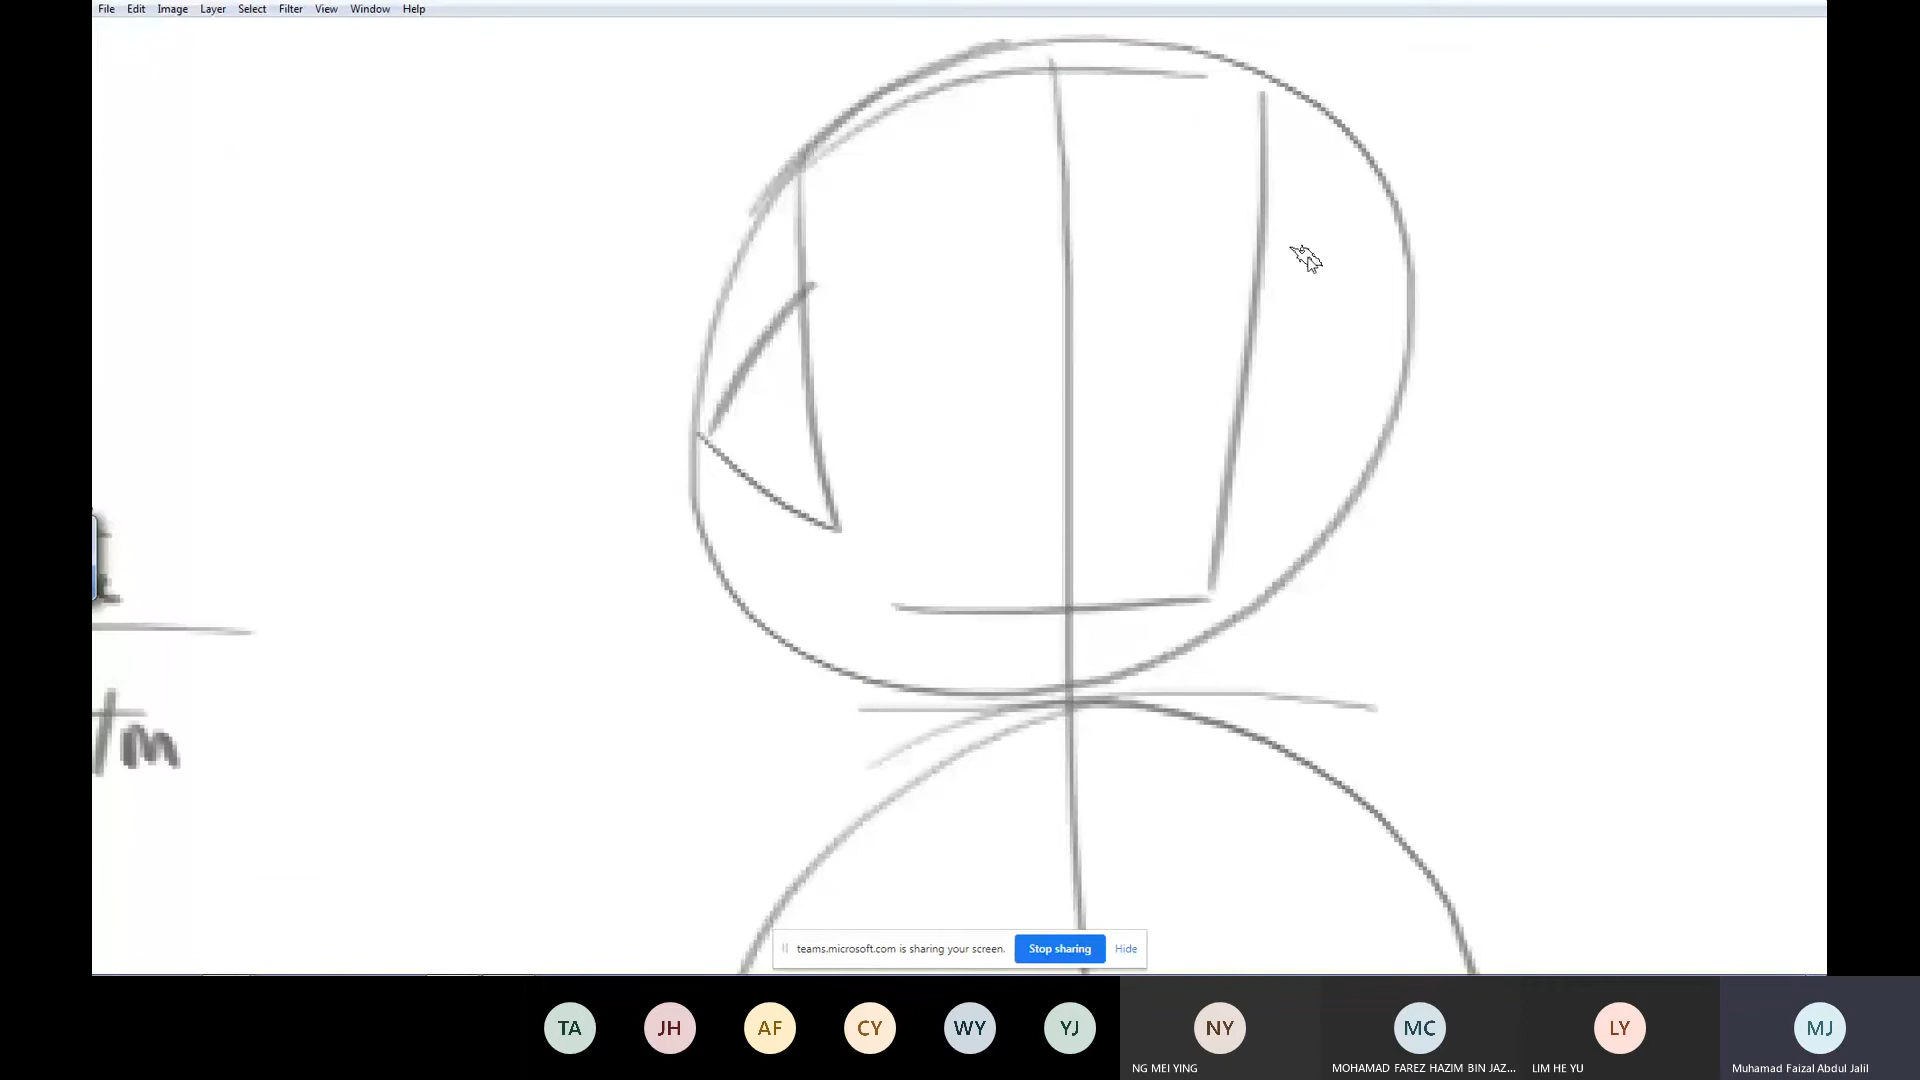 File Edit Image Layer Select Filter View Window Help
/m
teams.microsoft.com is sharing your screen. Stop sharing Hide
TA JH AF CY WY YJ NY MC LY MJ
NG MEI YING MOHAMAD FAREZ HAZIM BIN JAZ... LIM HE YU Muhamad Faizal Abdul Jalil